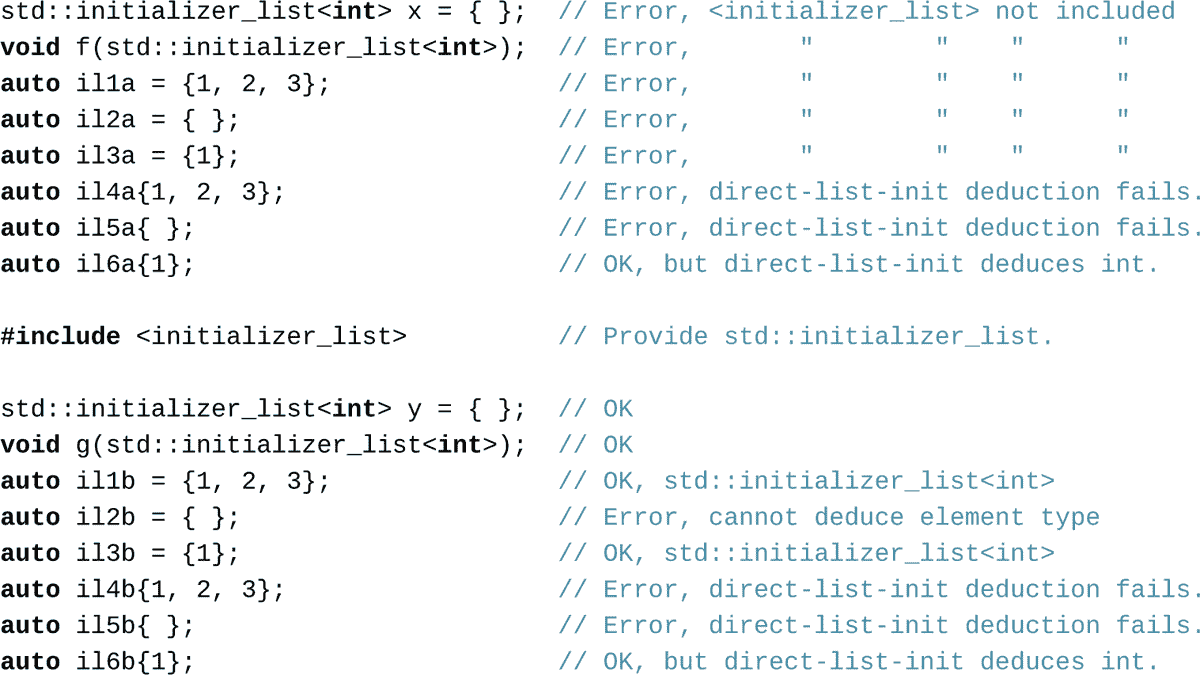 std::initializer_list<int> x = { };  // Error, <initializer_list> not included
void f(std::initializer_list<int>);  // Error,       "        "    "      "
auto il1a = {1, 2, 3};               // Error,       "        "    "      "
auto il2a = { };                     // Error,       "        "    "      "
auto il3a = {1};                     // Error,       "        "    "      "
auto il4a{1, 2, 3};                  // Error, direct-list-init deduction fails.
auto il5a{ };                        // Error, direct-list-init deduction fails.
auto il6a{1};                        // OK, but direct-list-init deduces int.
#include <initializer_list>          // Provide std::initializer_list.
std::initializer_list<int> y = { };  // OK
void g(std::initializer_list<int>);  // OK
auto il1b = {1, 2, 3};               // OK, std::initializer_list<int>
auto il2b = { };                     // Error, cannot deduce element type
auto il3b = {1};                     // OK, std::initializer_list<int>
auto il4b{1, 2, 3};                  // Error, direct-list-init deduction fails.
auto il5b{ };                        // Error, direct-list-init deduction fails.
auto il6b{1};                        // OK, but direct-list-init deduces int.